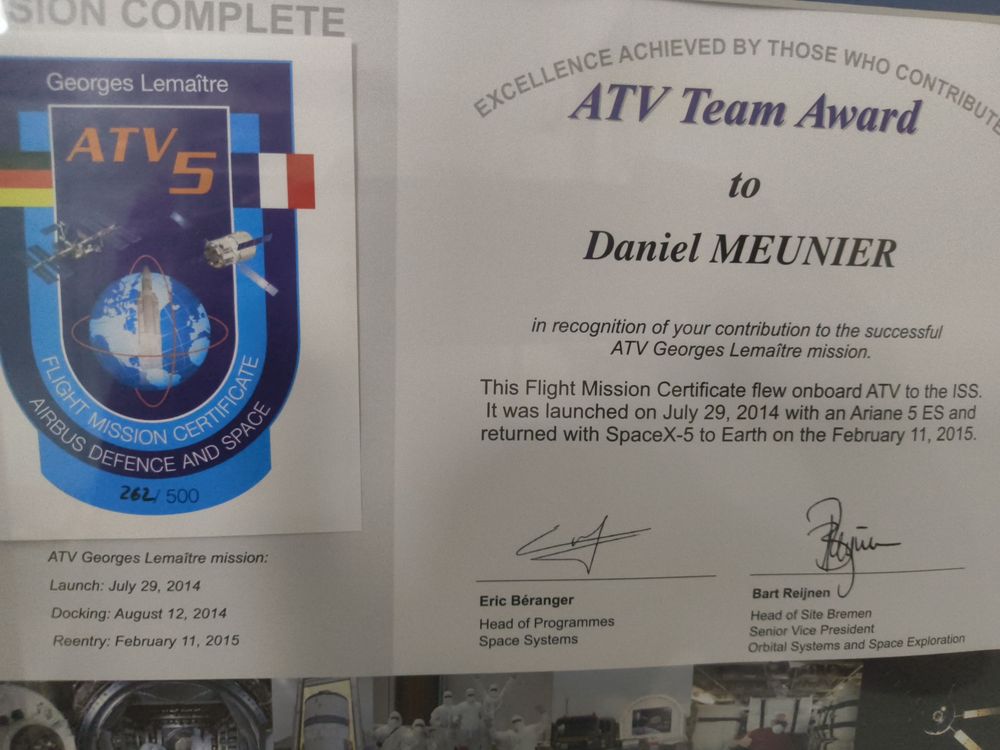 SION COMPLETE
Georges Lemaître
ATV
5
FLIGHT MISSION CERTIFICATE
AIRBUS DEFENCE AND SPACE
262/ 500
ATV Georges Lemaître mission:
Launch: July 29, 2014
Docking: August 12, 2014
Reentry: February 11, 2015
EXCELLENCE ACHIEVED BY THOSE WHO CONTRIBUTE
ATV Team Award
to
Daniel MEUNIER
in recognition of your contribution to the successful
ATV Georges Lemaître mission.
This Flight Mission Certificate flew onboard ATV to the ISS.
It was launched on July 29, 2014 with an Ariane 5 ES and
returned with SpaceX-5 to Earth on the February 11, 2015.
Eric Béranger
Head of Programmes
Space Systems
Bart Reijnen
Head of Site Bremen
Senior Vice President
Orbital Systems and Space Exploration